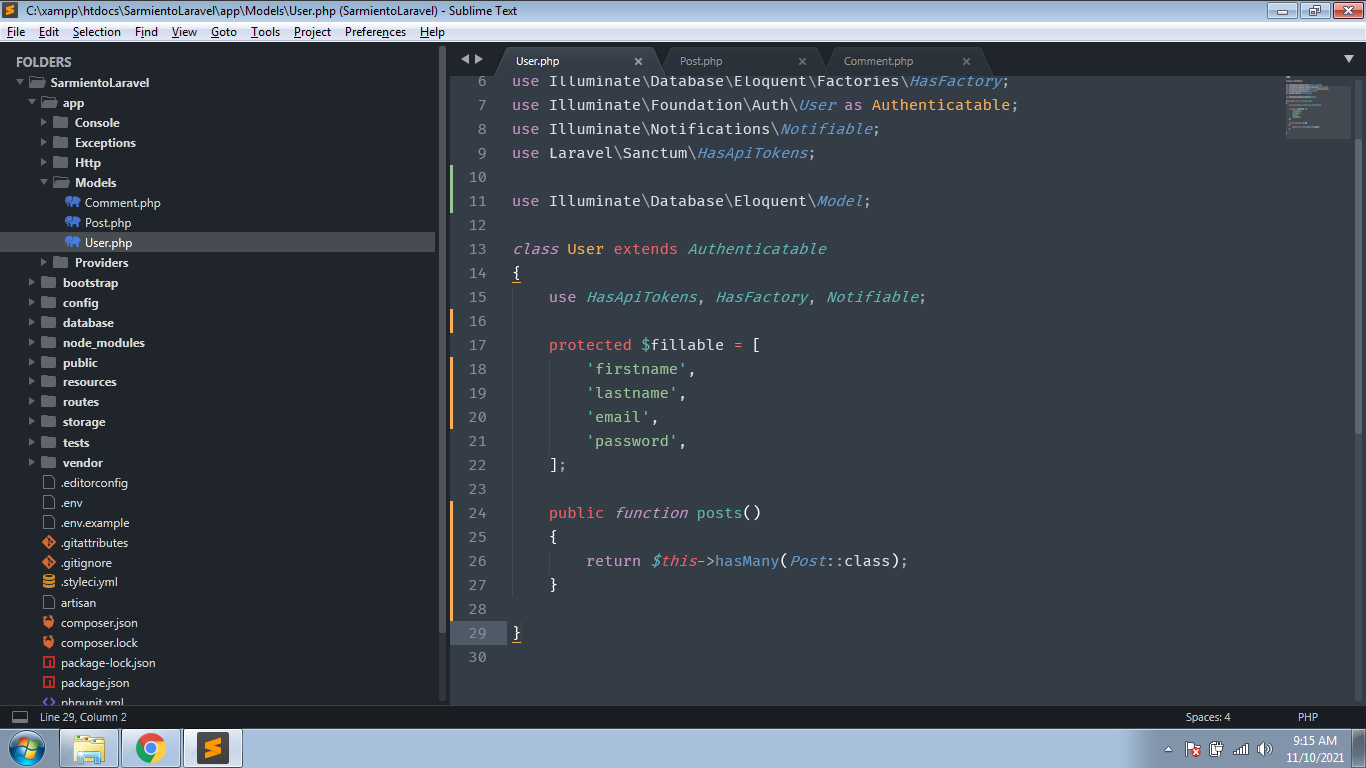 C:\xampp\htdocs\SarmientoLaravel\app\Models\User.php (SarmientoLaravel) - Sublime Text
File Edit Selection Find View Goto Tools Project Preferences Help
FOLDERS
SarmientoLaravel
app
Console
Exceptions
Http
Models
Comment.php
Post.php
User.php
Providers
bootstrap
config
database
node_modules
public
resources
routes
storage
tests
vendor
.editorconfig
.env
.env.example
.gitattributes
.gitignore
.styleci.yml
artisan
composer.json
composer.lock
package-lock.json
package.json
phpunit.xml
User.php × Post.php × Comment.php ×
6 use Illuminate\Database\Eloquent\Factories\HasFactory;
7 use Illuminate\Foundation\Auth\User as Authenticatable;
8 use Illuminate\Notifications\Notifiable;
9 use Laravel\Sanctum\HasApiTokens;
10
11 use Illuminate\Database\Eloquent\Model;
12
13 class User extends Authenticatable
14 {
15     use HasApiTokens, HasFactory, Notifiable;
16
17     protected $fillable = [
18         'firstname',
19         'lastname',
20         'email',
21         'password',
22     ];
23
24     public function posts()
25     {
26         return $this->hasMany(Post::class);
27     }
28
29 }
30
Line 29, Column 2 Spaces: 4 PHP
9:15 AM
11/10/2021